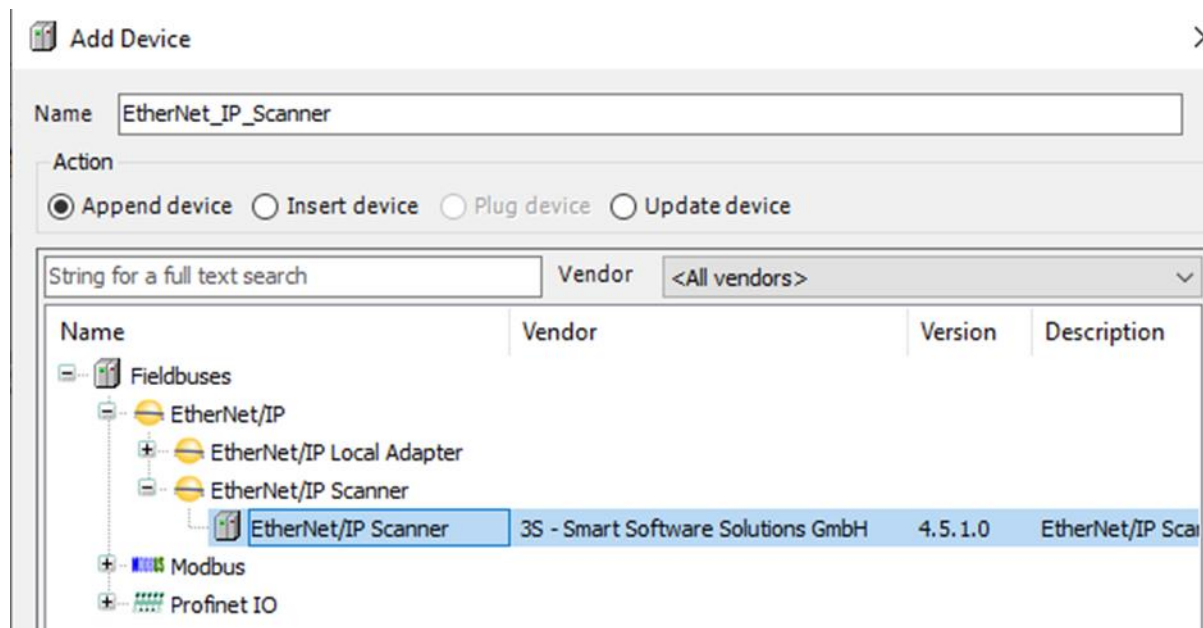 Add Device
Name EtherNet_IP_Scanner
Action
Append device Insert device Plug device Update device
String for a full text search Vendor <All vendors>
Name Vendor Version Description
Fieldbuses
EtherNet/IP
EtherNet/IP Local Adapter
EtherNet/IP Scanner
EtherNet/IP Scanner 3S - Smart Software Solutions GmbH 4.5.1.0 EtherNet/IP Scan
MODBUS Modbus
Profinet IO